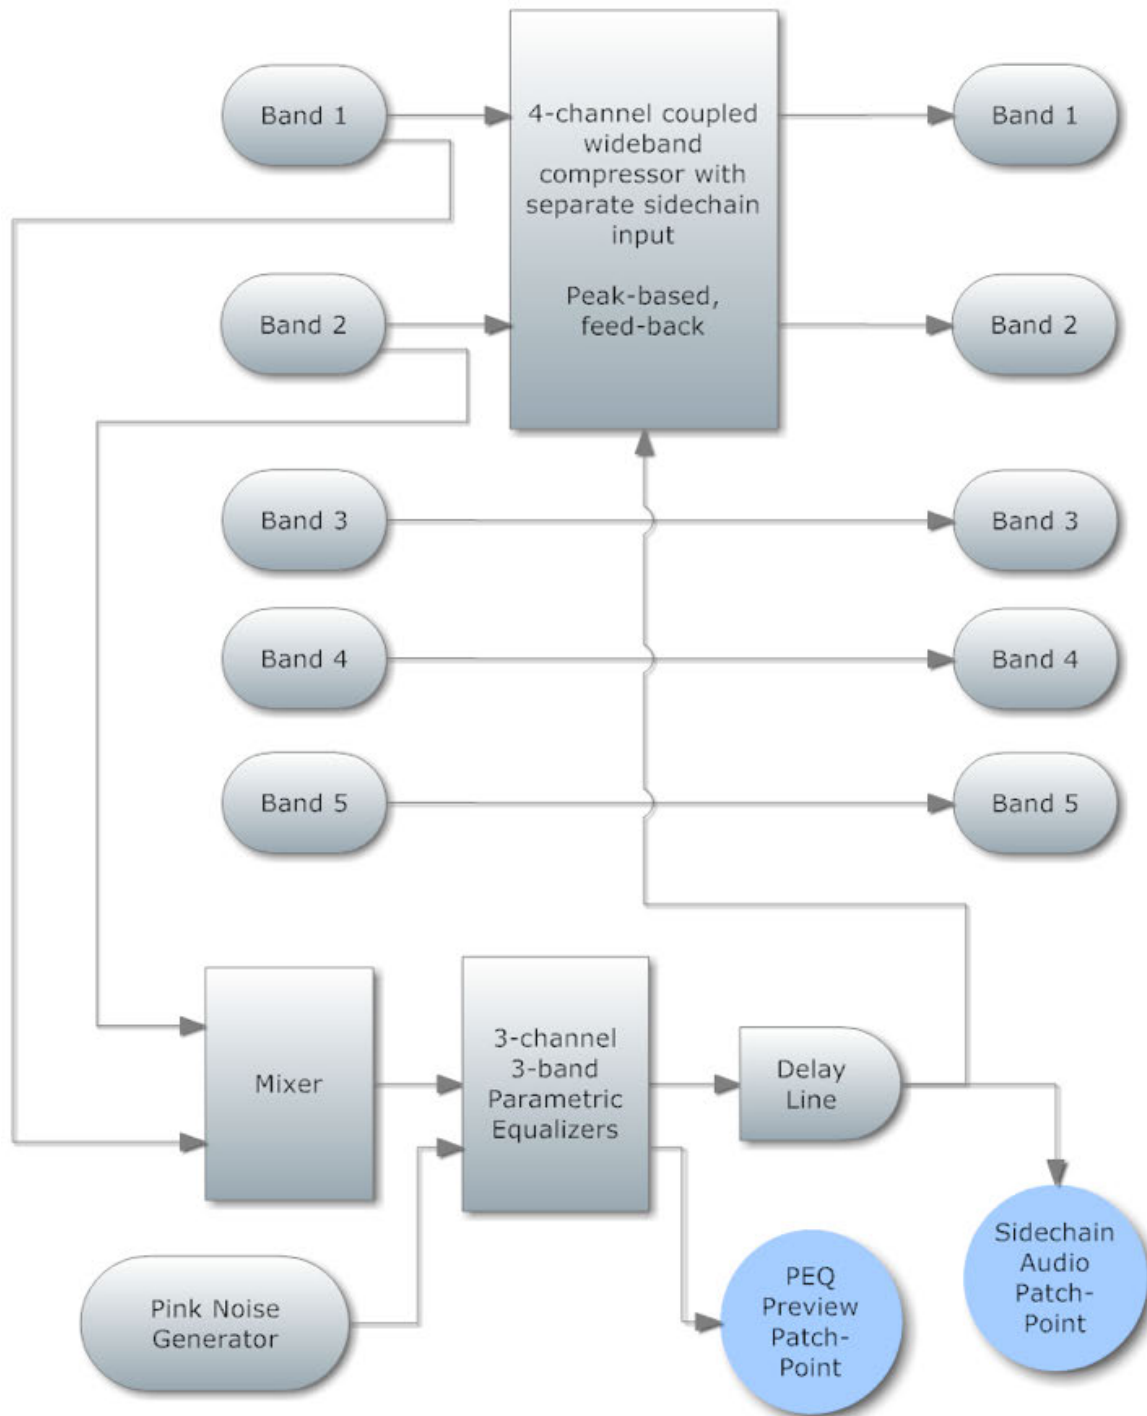 Band 1
4-channel coupled
wideband
compressor with
separate sidechain
input
Peak-based,
feed-back
Band 1
Band 2
Band 2
Band 3
Band 3
Band 4
Band 4
Band 5
Band 5
Mixer
3-channel
3-band
Parametric
Equalizers
Delay
Line
Pink Noise
Generator
PEQ
Preview
Patch-
Point
Sidechain
Audio
Patch-
Point